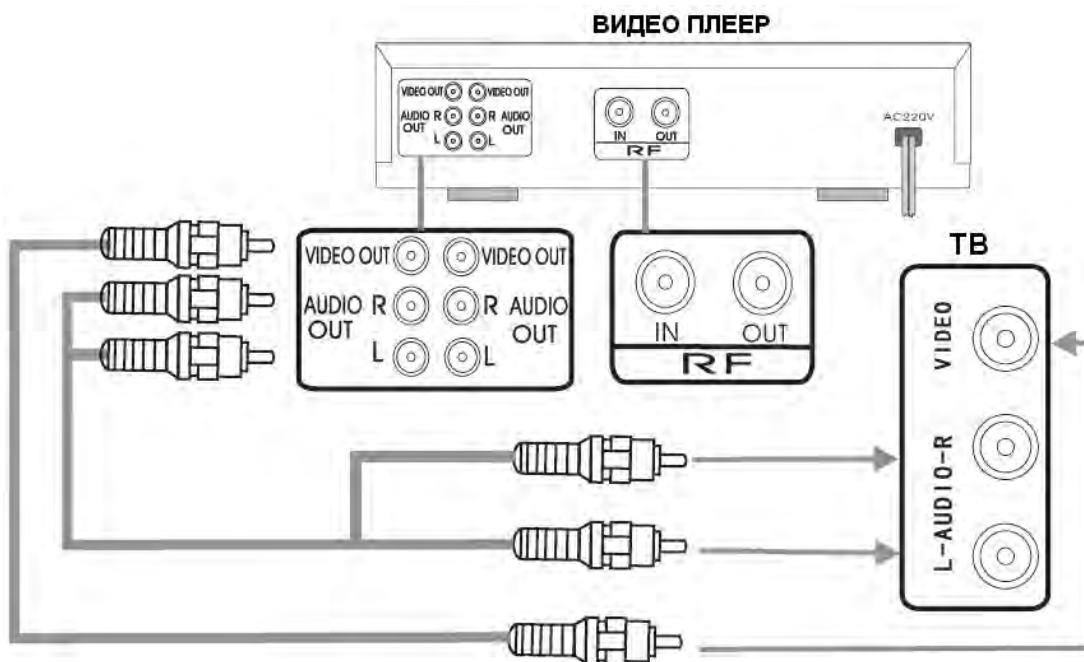 ВИДЕО ПЛЕЕР
VIDEO OUT VIDEO OUT
AUDIO OUT R R AUDIO OUT
L L
IN OUT
RF
AC220V
VIDEO OUT VIDEO OUT
AUDIO OUT R R AUDIO OUT
L L
IN OUT
RF
ТВ
VIDEO
L-AUDIO-R